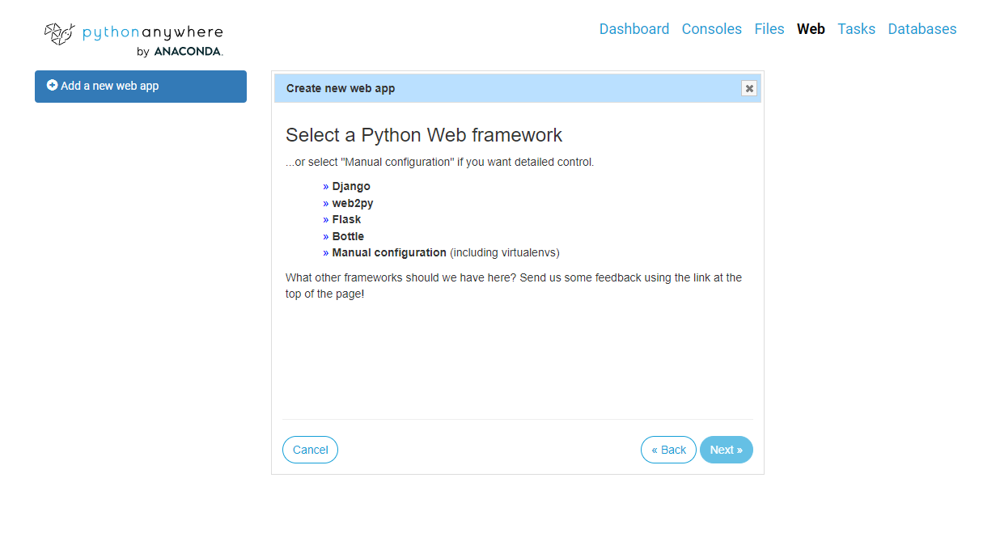 pythonanywhere
by ANACONDA.
Dashboard Consoles Files Web Tasks Databases
Add a new web app
Create new web app
Select a Python Web framework
...or select "Manual configuration" if you want detailed control.
» Django
» web2py
» Flask
» Bottle
» Manual configuration (including virtualenvs)
What other frameworks should we have here? Send us some feedback using the link at the
top of the page!
Cancel
« Back
Next »